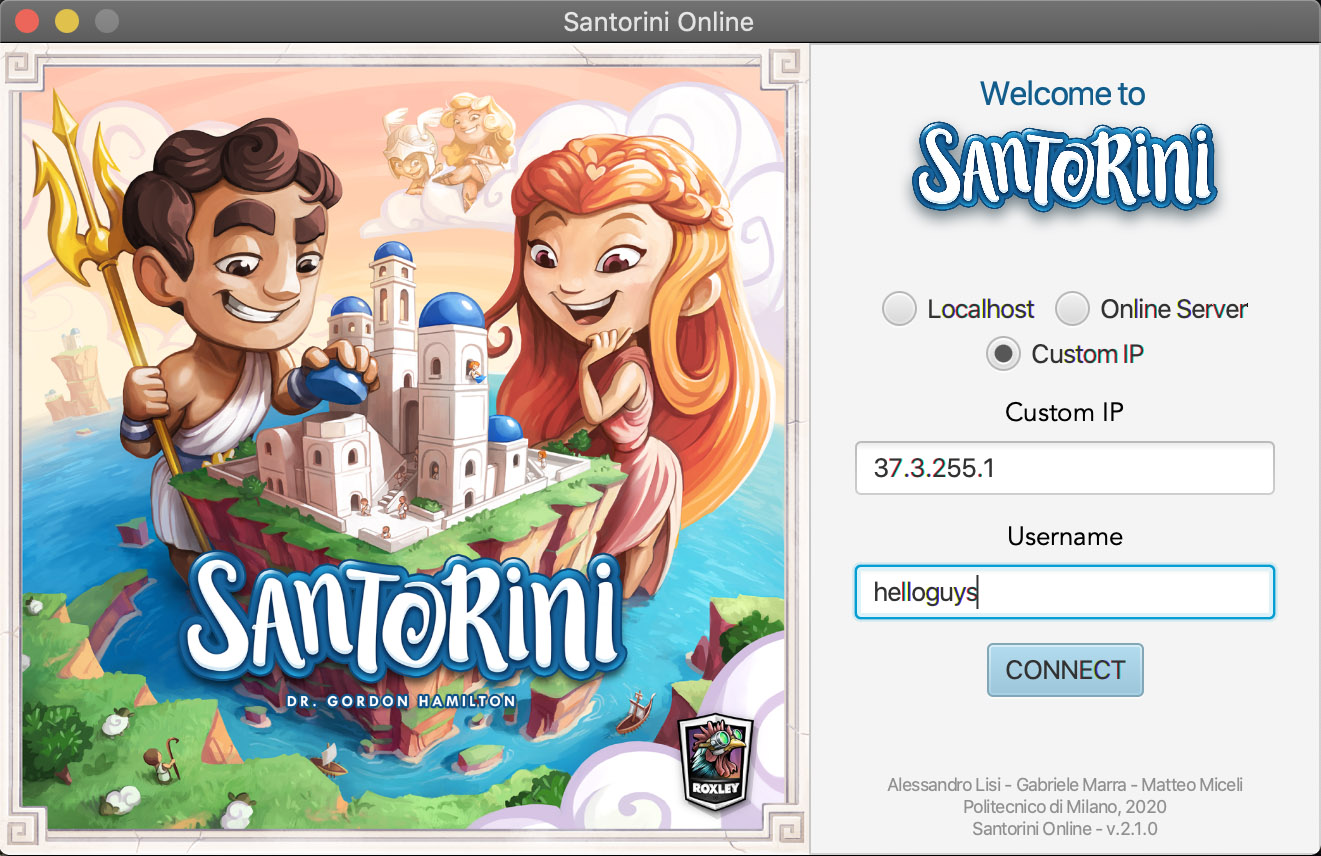 Santorini Online
SANTORINI
DR. GORDON HAMILTON
ROXLEY
Welcome to
SANTORINI
Localhost
Online Server
Custom IP
Custom IP
37.3.255.1
Username
helloguys
CONNECT
Alessandro Lisi - Gabriele Marra - Matteo Miceli
Politecnico di Milano, 2020
Santorini Online - v.2.1.0